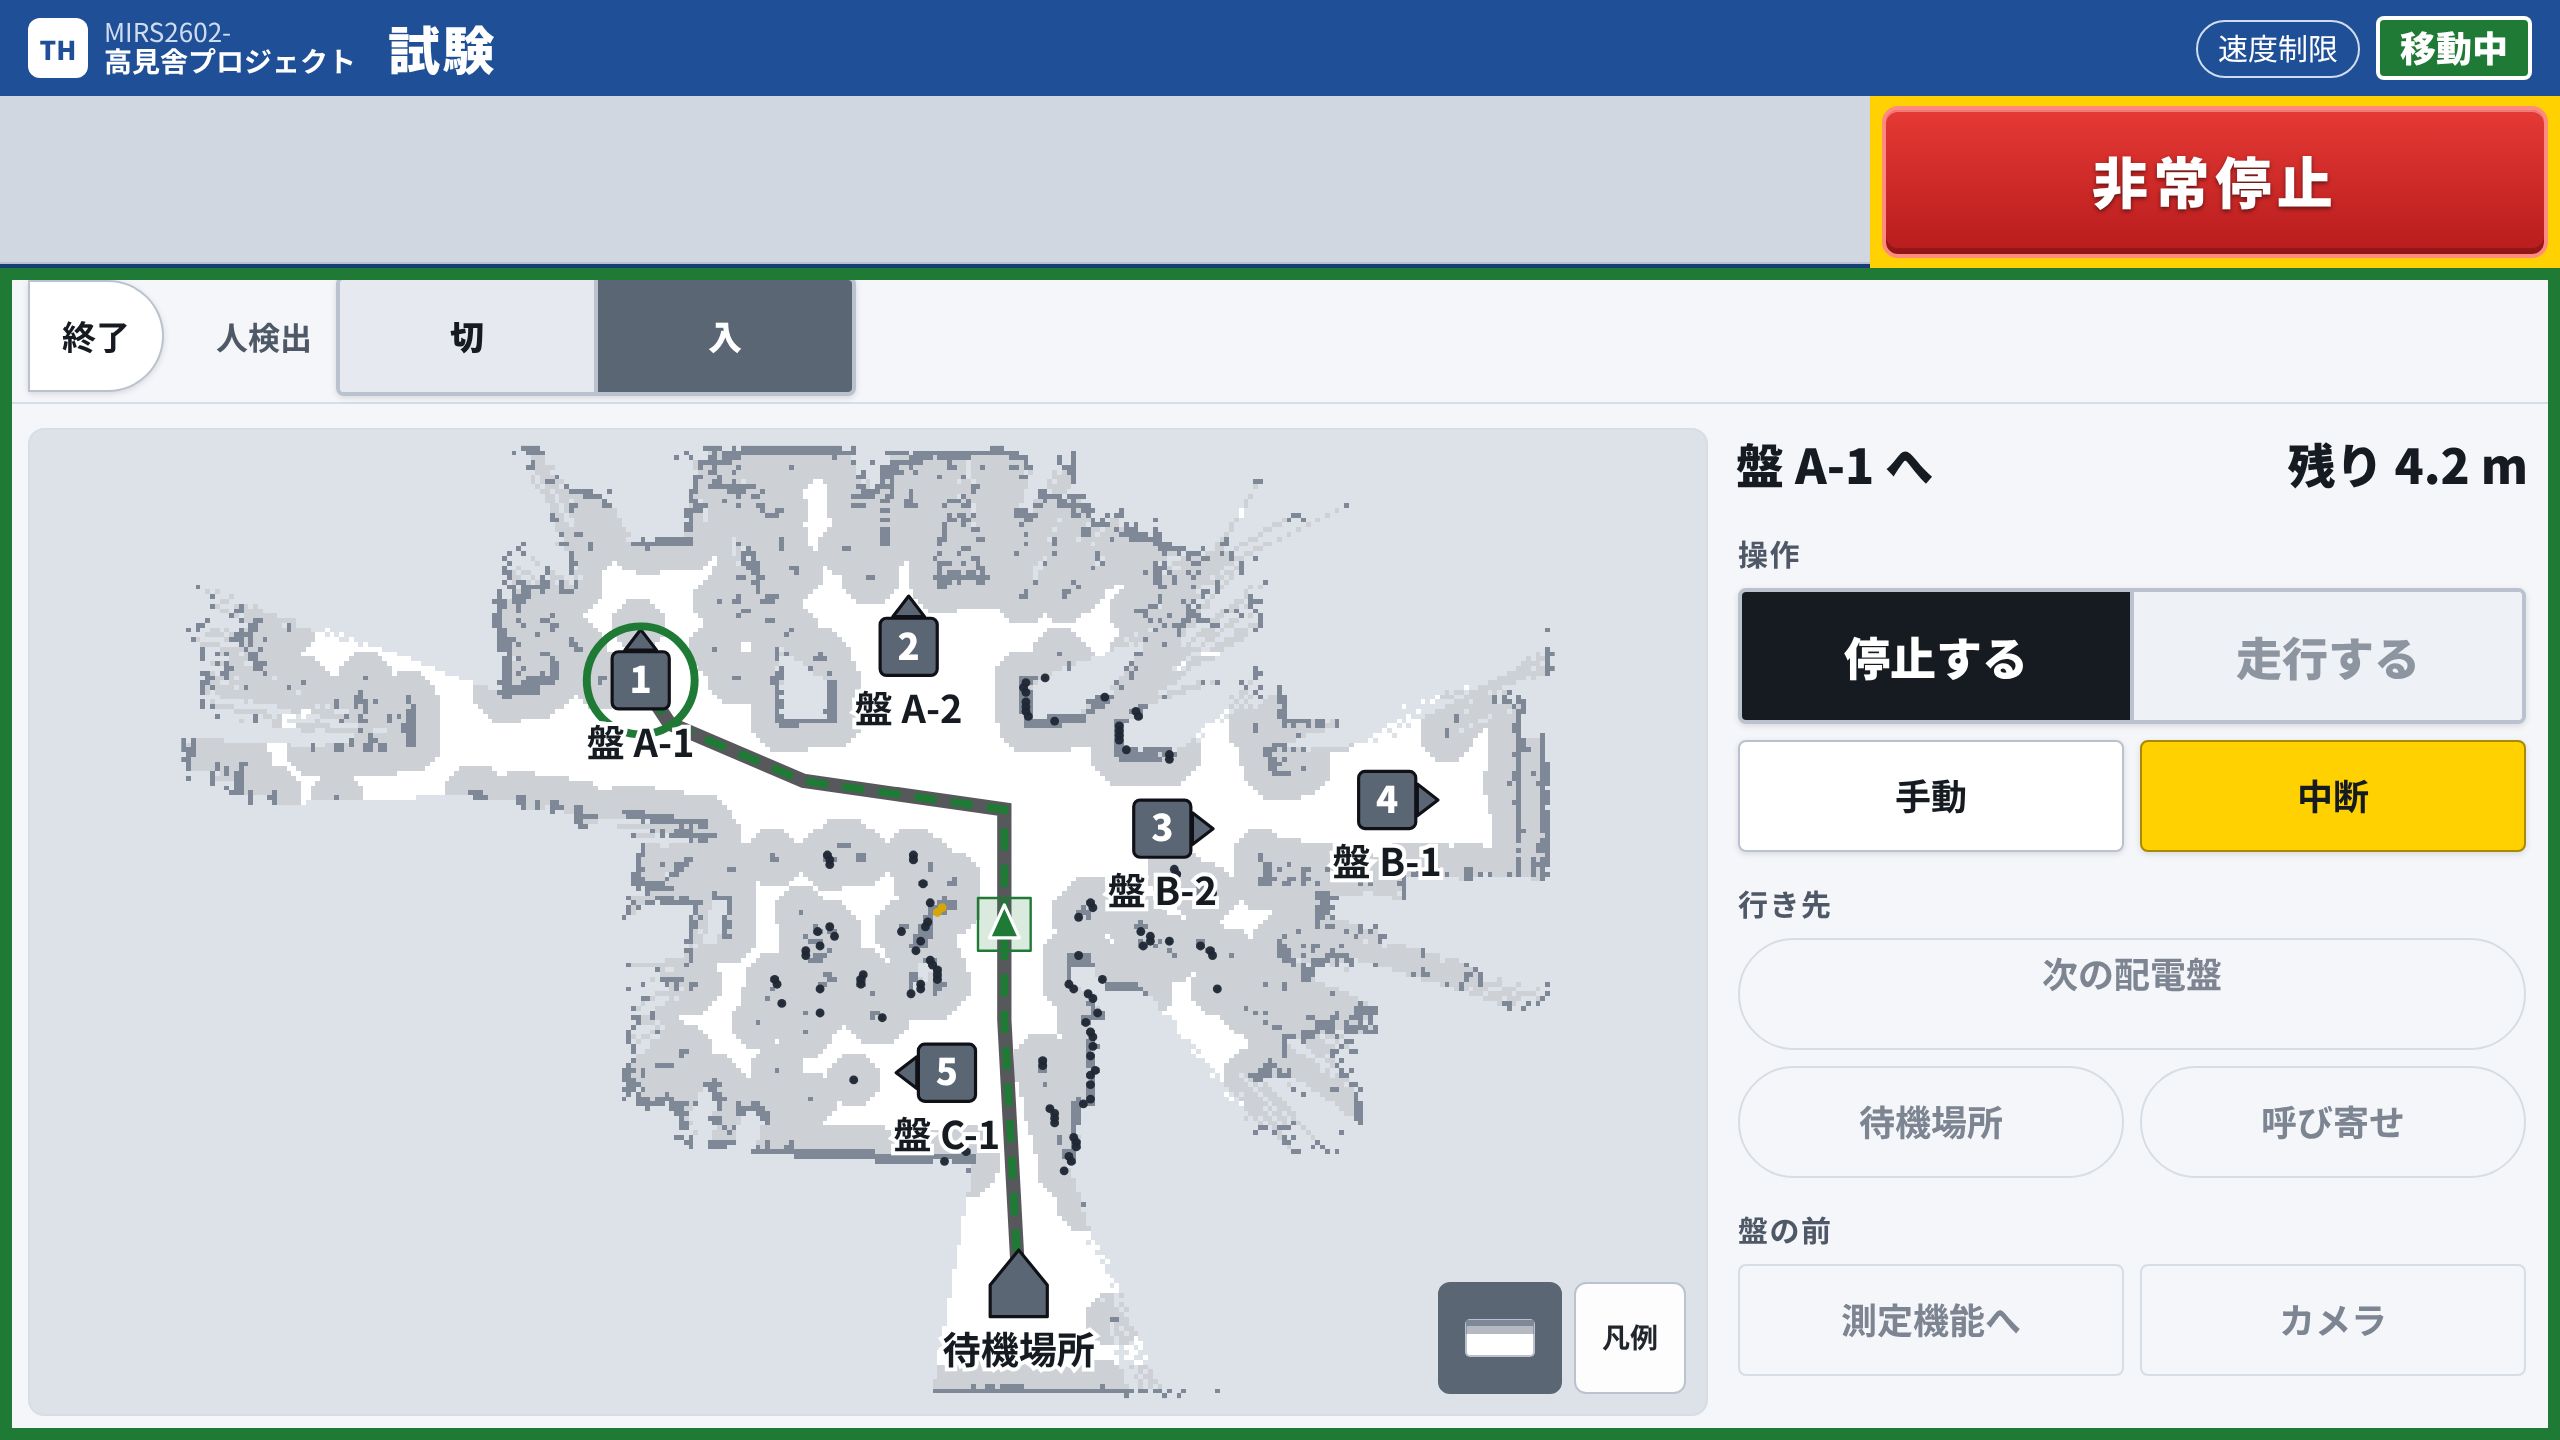 TH
MIRS2602-
高見舎プロジェクト
試験
速度制限
移動中
非常停止
終了
人検出
切
入
盤 A-1 へ
残り 4.2 m
操作
停止する
走行する
手動
中断
行き先
次の配電盤
待機場所
呼び寄せ
盤の前
測定機能へ
カメラ
1
盤 A-1
2
盤 A-2
3
盤 B-2
4
盤 B-1
5
盤 C-1
待機場所
凡例